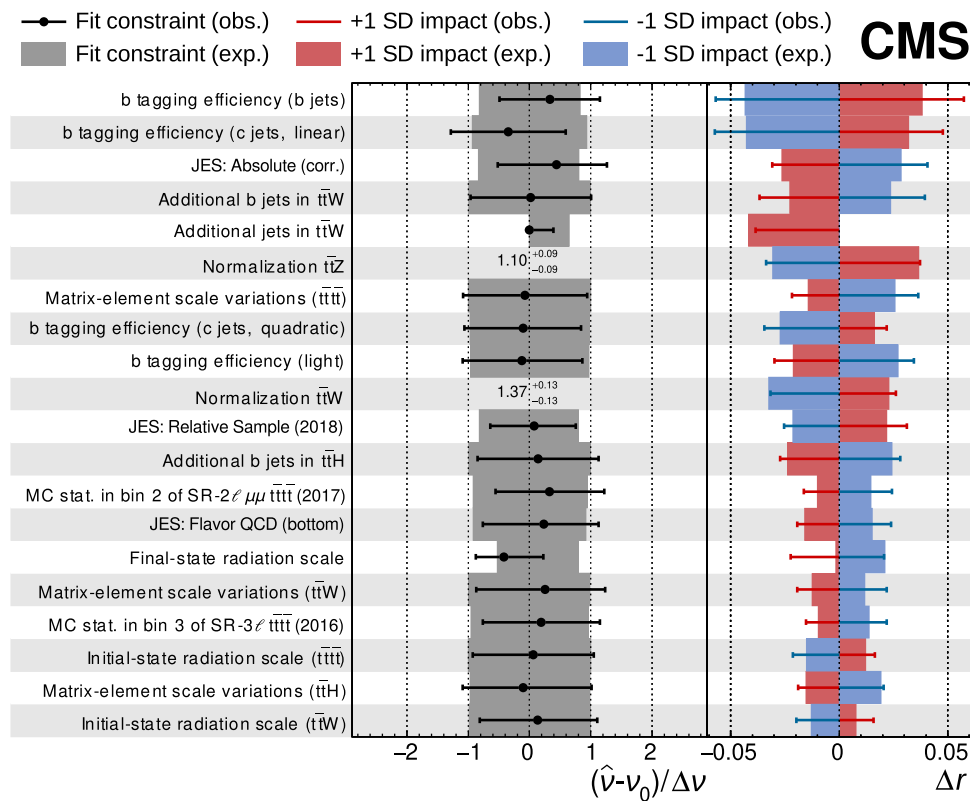 Fit constraint (obs.) +1 SD impact (obs.) -1 SD impact (obs.)
Fit constraint (exp.) +1 SD impact (exp.) -1 SD impact (exp.)
CMS
b tagging efficiency (b jets)
b tagging efficiency (c jets, linear)
JES: Absolute (corr.)
Additional b jets in tt̅W
Additional jets in tt̅W
Normalization tt̅Z 1.10 +0.09 −0.09
Matrix-element scale variations (tt̅tt̅)
b tagging efficiency (c jets, quadratic)
b tagging efficiency (light)
Normalization tt̅W 1.37 +0.13 −0.13
JES: Relative Sample (2018)
Additional b jets in tt̅H
MC stat. in bin 2 of SR-2ℓ μμ tt̅tt̅ (2017)
JES: Flavor QCD (bottom)
Final-state radiation scale
Matrix-element scale variations (tt̅W)
MC stat. in bin 3 of SR-3ℓ tt̅tt̅ (2016)
Initial-state radiation scale (tt̅tt̅)
Matrix-element scale variations (tt̅H)
Initial-state radiation scale (tt̅W)
−2 −1 0 1 2 −0.05 0 0.05
(ν̂-ν₀)/Δν Δr